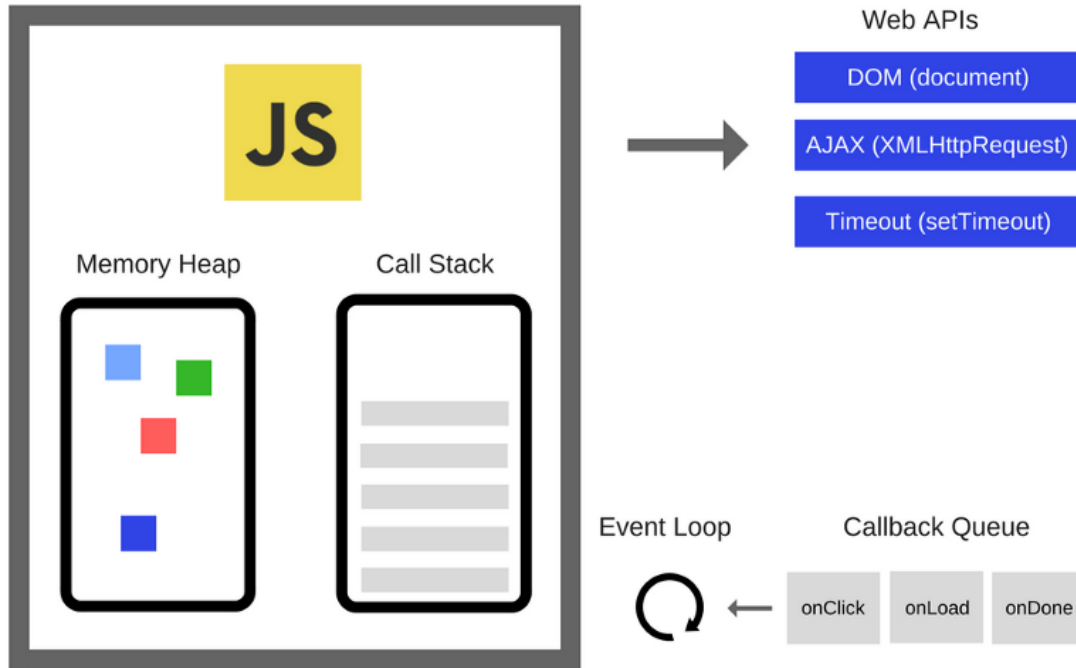 Web APIs
DOM (document)
JS
AJAX (XMLHttpRequest)
Timeout (setTimeout)
Memory Heap
Call Stack
Event Loop
Callback Queue
onClick
onLoad
onDone